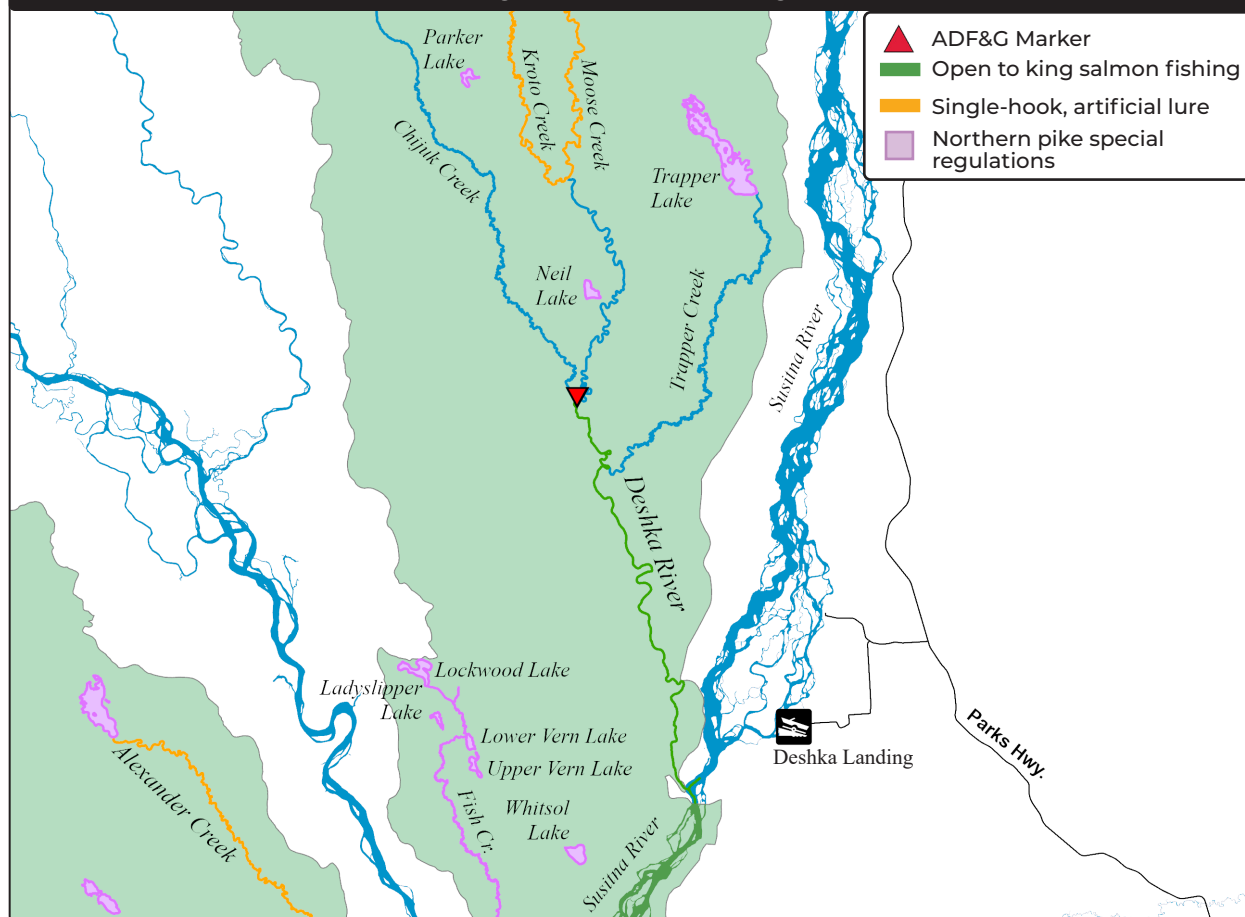 ADF&G Marker
Open to king salmon fishing
Single-hook, artificial lure
Northern pike special
regulations
Parker
Lake
Kroto Creek
Moose Creek
Chijuk Creek
Trapper
Lake
Neil
Lake
Trapper Creek
Susitna River
Deshka River
Lockwood Lake
Ladyslipper
Lake
Lower Vern Lake
Upper Vern Lake
Deshka Landing
Parks Hwy.
Alexander Creek
Fish Cr.
Whitsol
Lake
Susitna River